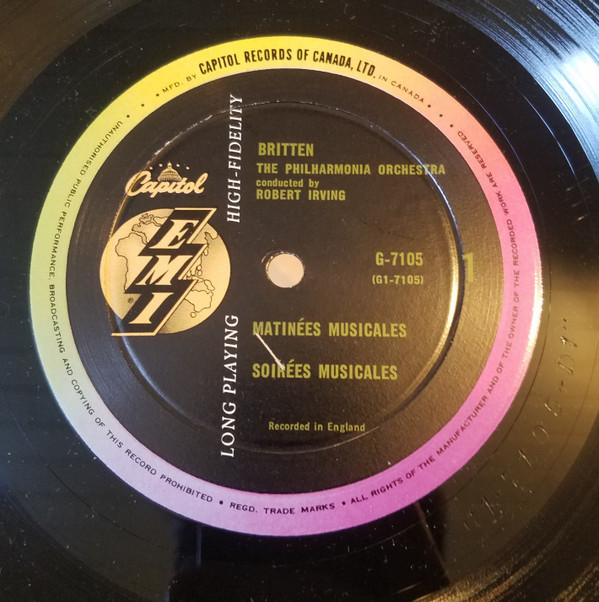 MFD. BY CAPITOL RECORDS OF CANADA, LTD. IN CANADA
UNAUTHORISED PUBLIC PERFORMANCE, BROADCASTING AND COPYING OF THIS RECORD PROHIBITED • REGD. TRADE MARKS • ALL RIGHTS OF THE MANUFACTURER AND OF THE OWNER OF THE RECORDED WORK ARE RESERVED
Capitol
EMI
®
LONG PLAYING HIGH-FIDELITY
BRITTEN
THE PHILHARMONIA ORCHESTRA
conducted by
ROBERT IRVING
G-7105
(G1-7105)
1
MATINÉES MUSICALES
SOIRÉES MUSICALES
Recorded in England